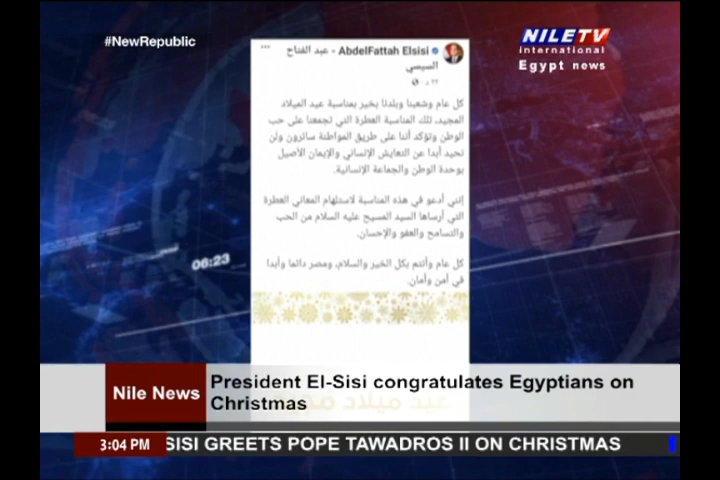 #NewRepublic
NILETV
international
Egypt news
AbdelFattah Elsisi - عبد الفتاح
السيسي
كل عام وشعبنا وبلدنا بخير بمناسبة عيد الميلاد
المجيد، تلك المناسبة العطرة التي تجمعنا على حب
الوطن وتؤكد أننا على طريق المواطنة سائرون ولن
نحيد أبدا عن التعايش الإنساني والإيمان الأصيل
بوحدة الوطن والجماعة الإنسانية.
إنني أدعو في هذه المناسبة لاستلهام المعاني العطرة
التي أرساها السيد المسيح عليه السلام من الحب
والتسامح والعفو والإحسان.
كل عام وأنتم بكل الخير والسلام، ومصر دائما وأبدا
في أمن وأمان.
06:23
Nile News
President El-Sisi congratulates Egyptians on
Christmas
عيد ميلاد
3:04 PM
SISI GREETS POPE TAWADROS II ON CHRISTMAS